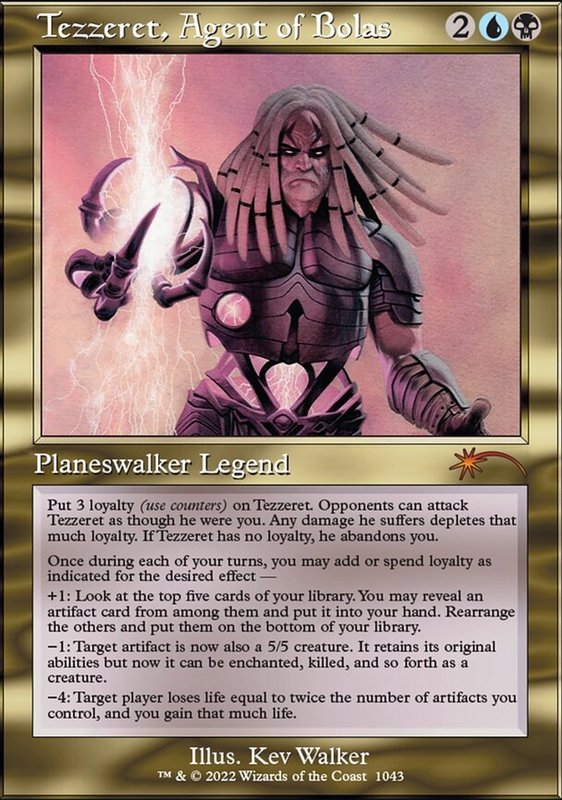 Tezzeret, Agent of Bolas 2
Planeswalker Legend
Put 3 loyalty (use counters) on Tezzeret. Opponents can attack
Tezzeret as though he were you. Any damage he suffers depletes that
much loyalty. If Tezzeret has no loyalty, he abandons you.
Once during each of your turns, you may add or spend loyalty as
indicated for the desired effect —
+1: Look at the top five cards of your library. You may reveal an
artifact card from among them and put it into your hand. Rearrange
the others and put them on the bottom of your library.
−1: Target artifact is now also a 5/5 creature. It retains its original
abilities but now it can be enchanted, killed, and so forth as a
creature.
−4: Target player loses life equal to twice the number of artifacts you
control, and you gain that much life.
Illus. Kev Walker
™ & © 2022 Wizards of the Coast 1043